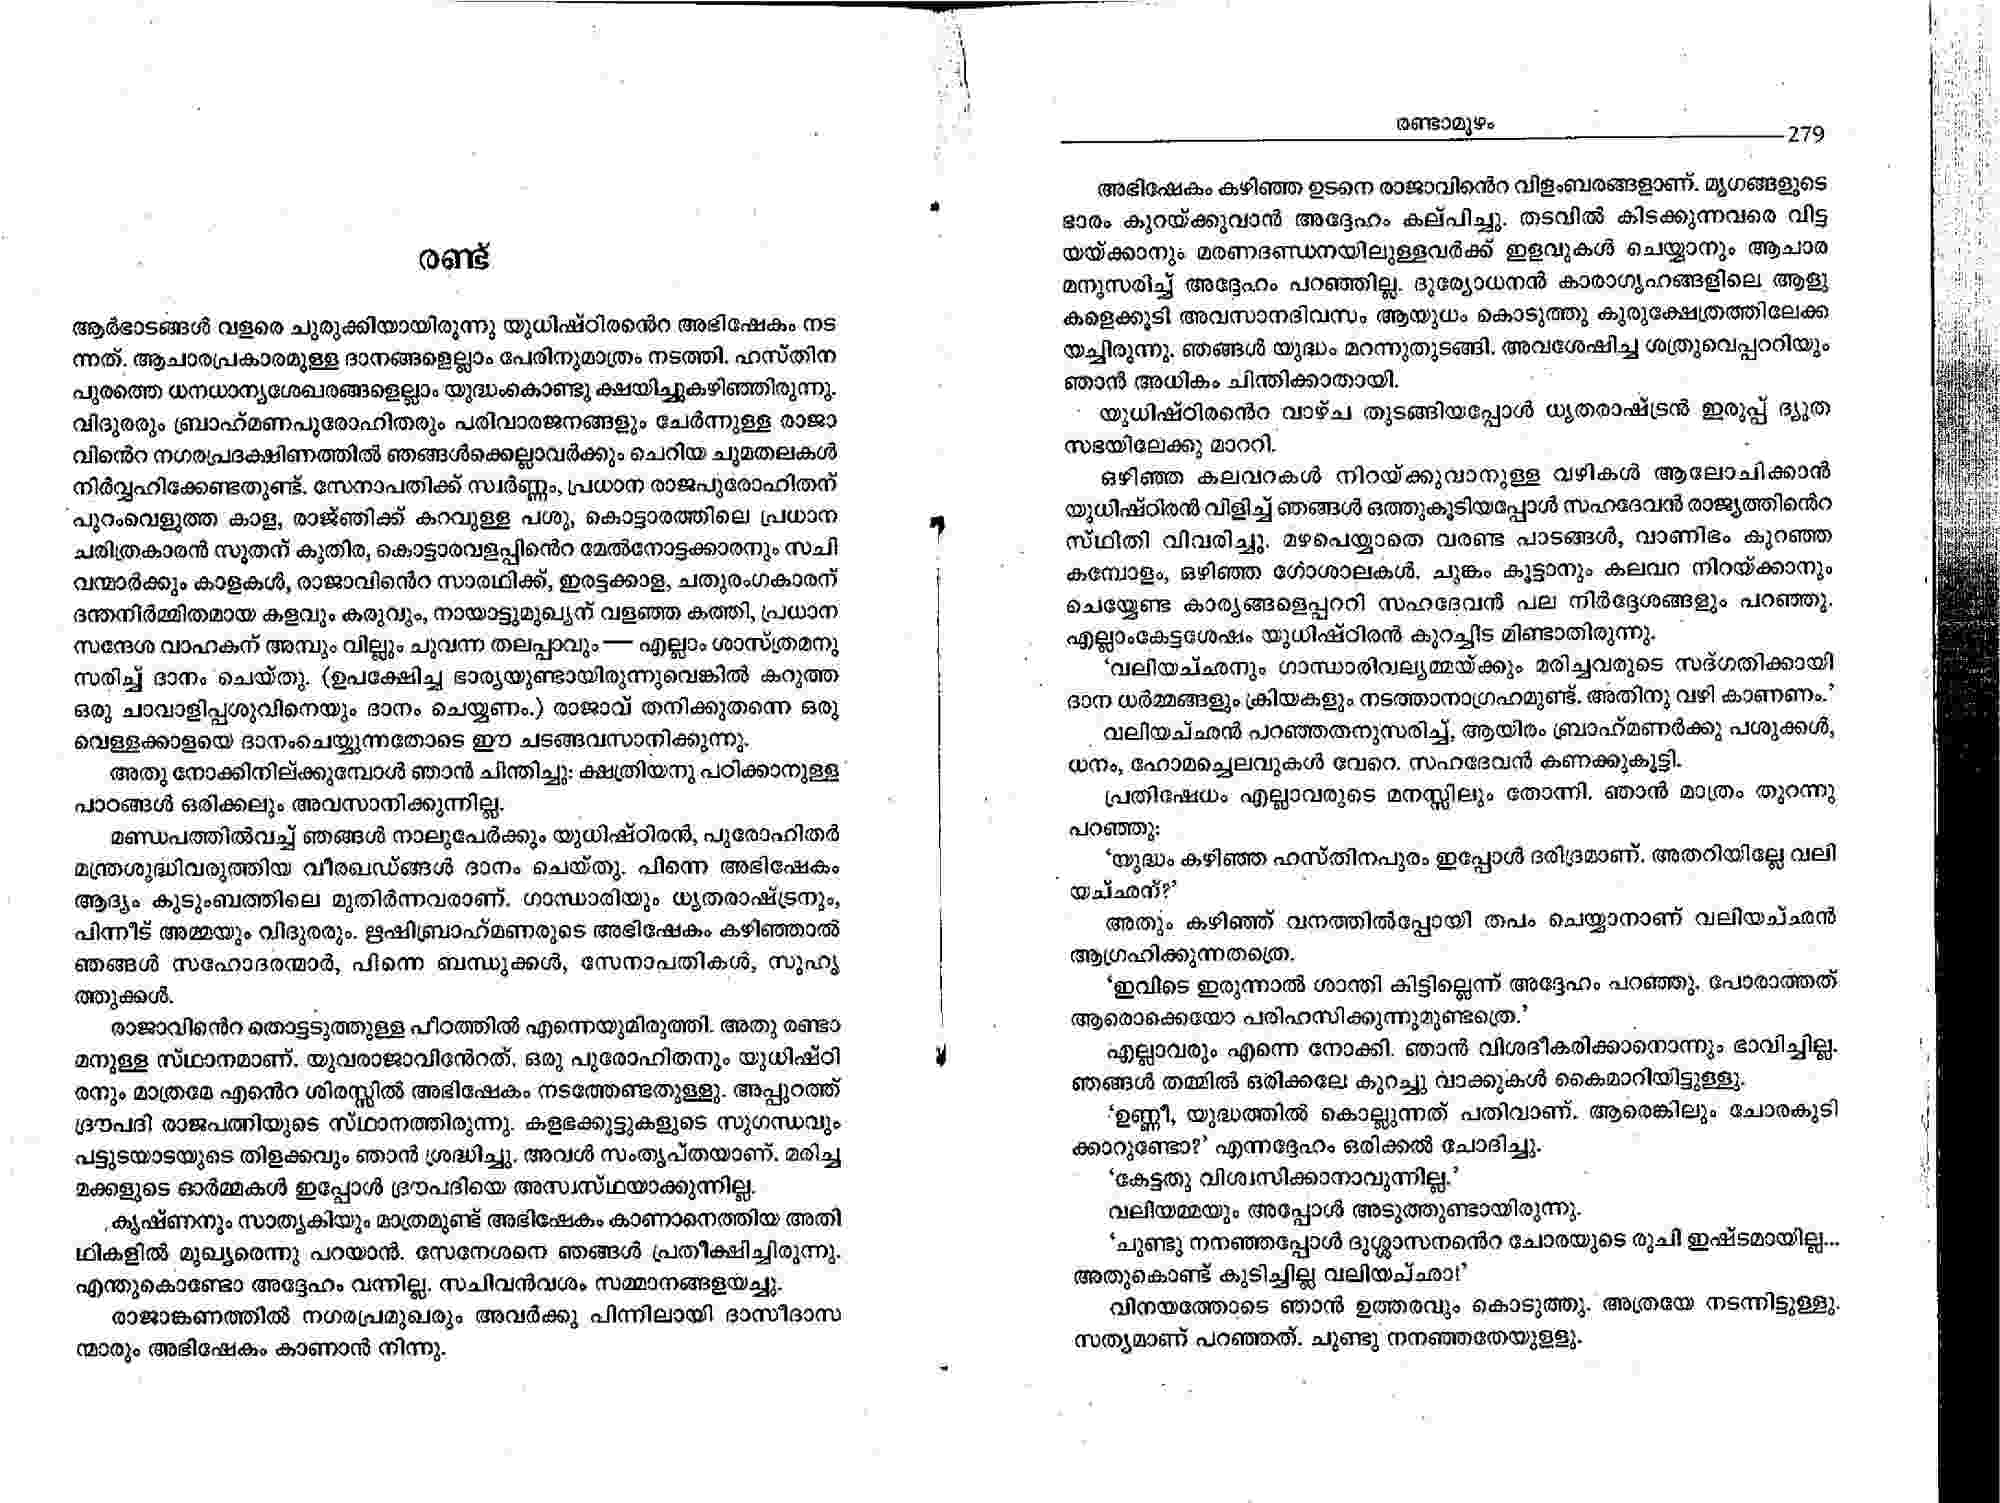 രണ്ട്
ആർഭാടങ്ങൾ വളരെ ചുരുക്കിയായിരുന്നു യുധിഷ്ഠിരന്റെ അഭിഷേകം നട
ന്നത്. ആചാരപ്രകാരമുള്ള ദാനങ്ങളെല്ലാം പേരിനുമാത്രം നടത്തി. ഹസ്തിന
പുരത്തെ ധനധാന്യശേഖരങ്ങളെല്ലാം യുദ്ധംകൊണ്ടു ക്ഷയിച്ചുകഴിഞ്ഞിരുന്നു.
വിദുരരും ബ്രാഹ്മണപുരോഹിതരും പരിവാരജനങ്ങളും ചേർന്നുള്ള രാജാ
വിന്റെ നഗരപ്രദക്ഷിണത്തിൽ ഞങ്ങൾക്കെല്ലാവർക്കും ചെറിയ ചുമതലകൾ
നിർവ്വഹിക്കേണ്ടതുണ്ട്. സേനാപതിക്ക് സ്വർണ്ണം, പ്രധാന രാജപുരോഹിതന്
പുറംവെളുത്ത കാള, രാജ്ഞിക്ക് കറവുള്ള പശു, കൊട്ടാരത്തിലെ പ്രധാന
ചരിത്രകാരൻ സൂതന് കുതിര, കൊട്ടാരവളപ്പിന്റെ മേൽനോട്ടക്കാരനും സചി
വന്മാർക്കും കാളകൾ, രാജാവിന്റെ സാരഥിക്ക്, ഇരട്ടക്കാള, ചതുരംഗകാരന്
ദന്തനിർമ്മിതമായ കളവും കരുവും, നായാട്ടുമുഖ്യന് വളഞ്ഞ കത്തി, പ്രധാന
സന്ദേശ വാഹകന് അമ്പും വില്ലും ചുവന്ന തലപ്പാവും — എല്ലാം ശാസ്ത്രമനു
സരിച്ച് ദാനം ചെയ്തു. (ഉപക്ഷേിച്ച ഭാര്യയുണ്ടായിരുന്നുവെങ്കിൽ കറുത്ത
ഒരു ചാവാളിപ്പശുവിനെയും ദാനം ചെയ്യണം.) രാജാവ് തനിക്കുതന്നെ ഒരു
വെള്ളക്കാളയെ ദാനംചെയ്യുന്നതോടെ ഈ ചടങ്ങവസാനിക്കുന്നു.
അതു നോക്കിനില്ക്കുമ്പോൾ ഞാൻ ചിന്തിച്ചു: ക്ഷത്രിയനു പഠിക്കാനുള്ള
പാഠങ്ങൾ ഒരിക്കലും അവസാനിക്കുന്നില്ല.
മണ്ഡപത്തിൽവച്ച് ഞങ്ങൾ നാലുപേർക്കും യുധിഷ്ഠിരൻ, പുരോഹിതർ
മന്ത്രശുദ്ധിവരുത്തിയ വീരഖഡ്ങ്ങൾ ദാനം ചെയ്തു. പിന്നെ അഭിഷേകം
ആദ്യം കുടുംബത്തിലെ മുതിർന്നവരാണ്. ഗാന്ധാരിയും ധൃതരാഷ്ട്രനും,
പിന്നീട് അമ്മയും വിദുരരും. ഋഷിബ്രാഹ്മണരുടെ അഭിഷേകം കഴിഞ്ഞാൽ
ഞങ്ങൾ സഹോദരന്മാർ, പിന്നെ ബന്ധുക്കൾ, സേനാപതികൾ, സുഹൃ
ത്തുക്കൾ.
രാജാവിന്റെ തൊട്ടടുത്തുള്ള പീഠത്തിൽ എന്നെയുമിരുത്തി. അതു രണ്ടാ
മനുള്ള സ്ഥാനമാണ്. യുവരാജാവിന്റേത്. ഒരു പുരോഹിതനും യുധിഷ്ഠി
രനും മാത്രമേ എന്റെ ശിരസ്സിൽ അഭിഷേകം നടത്തേണ്ടതുള്ളു. അപ്പുറത്ത്
ദ്രൗപദി രാജപത്നിയുടെ സ്ഥാനത്തിരുന്നു. കളഭക്കൂട്ടുകളുടെ സുഗന്ധവും
പട്ടുടയാടയുടെ തിളക്കവും ഞാൻ ശ്രദ്ധിച്ചു. അവൾ സംതൃപ്തയാണ്. മരിച്ച
മക്കളുടെ ഓർമ്മകൾ ഇപ്പോൾ ദ്രൗപദിയെ അസ്വസ്ഥയാക്കുന്നില്ല.
കൃഷ്ണനും സാത്യകിയും മാത്രമുണ്ട് അഭിഷേകം കാണാനെത്തിയ അതി
ഥികളിൽ മുഖ്യരെന്നു പറയാൻ. സേനേശനെ ഞങ്ങൾ പ്രതീക്ഷിച്ചിരുന്നു.
എന്തുകൊണ്ടോ അദ്ദേഹം വന്നില്ല. സചിവൻവശം സമ്മാനങ്ങളയച്ചു.
രാജാങ്കണത്തിൽ നഗരപ്രമുഖരും അവർക്കു പിന്നിലായി ദാസീദാസ
ന്മാരും അഭിഷേകം കാണാൻ നിന്നു.
രണ്ടാമൂഴം
279
അഭിഷേകം കഴിഞ്ഞ ഉടനെ രാജാവിന്റെ വിളംബരങ്ങളാണ്. മൃഗങ്ങളുടെ
ഭാരം കുറയ്ക്കുവാൻ അദ്ദേഹം കല്പിച്ചു. തടവിൽ കിടക്കുന്നവരെ വിട്ട
യയ്ക്കാനും മരണദണ്ഡനയിലുള്ളവർക്ക് ഇളവുകൾ ചെയ്യാനും ആചാര
മനുസരിച്ച് അദ്ദേഹം പറഞ്ഞില്ല. ദുര്യോധനൻ കാരാഗൃഹങ്ങളിലെ ആളു
കളെക്കൂടി അവസാനദിവസം ആയുധം കൊടുത്തു കുരുക്ഷേത്രത്തിലേക്ക
യച്ചിരുന്നു. ഞങ്ങൾ യുദ്ധം മറന്നുതുടങ്ങി. അവശേഷിച്ച ശത്രുവെപ്പററിയും
ഞാൻ അധികം ചിന്തിക്കാതായി.
യുധിഷ്ഠിരന്റെ വാഴ്ച തുടങ്ങിയപ്പോൾ ധൃതരാഷ്ട്രൻ ഇരുപ്പ് ദ്യുത
സഭയിലേക്കു മാററി.
ഒഴിഞ്ഞ കലവറകൾ നിറയ്ക്കുവാനുള്ള വഴികൾ ആലോചിക്കാൻ
യുധിഷ്ഠിരൻ വിളിച്ച് ഞങ്ങൾ ഒത്തുകൂടിയപ്പോൾ സഹദേവൻ രാജ്യത്തിന്റെ
സ്ഥിതി വിവരിച്ചു. മഴപെയ്യാതെ വരണ്ട പാടങ്ങൾ, വാണിഭം കുറഞ്ഞ
കമ്പോളം, ഒഴിഞ്ഞ ഗോശാലകൾ. ചുങ്കം കൂട്ടാനും കലവറ നിറയ്ക്കാനും
ചെയ്യേണ്ട കാര്യങ്ങളെപ്പററി സഹദേവൻ പല നിർദ്ദേശങ്ങളും പറഞ്ഞു.
എല്ലാംകേട്ടശേഷം യുധിഷ്ഠിരൻ കുറച്ചിട മിണ്ടാതിരുന്നു.
‘വലിയച്ഛനും ഗാന്ധാരിവല്യമ്മയ്ക്കും മരിച്ചവരുടെ സദ്ഗതിക്കായി
ദാന ധർമ്മങ്ങളും ക്രിയകളും നടത്താനാഗ്രഹമുണ്ട്. അതിനു വഴി കാണണം.’
വലിയച്ഛൻ പറഞ്ഞതനുസരിച്ച്, ആയിരം ബ്രാഹ്മണർക്കു പശുക്കൾ,
ധനം, ഹോമച്ചെലവുകൾ വേറെ. സഹദേവൻ കണക്കുകൂട്ടി.
പ്രതിഷേധം എല്ലാവരുടെ മനസ്സിലും തോന്നി. ഞാൻ മാത്രം തുറന്നു
പറഞ്ഞു:
‘യുദ്ധം കഴിഞ്ഞ ഹസ്തിനപുരം ഇപ്പോൾ ദരിദ്രമാണ്. അതറിയില്ലേ വലി
യച്ഛന്?’
അതും കഴിഞ്ഞ് വനത്തിൽപ്പോയി തപം ചെയ്യാനാണ് വലിയച്ഛൻ
ആഗ്രഹിക്കുന്നതത്രെ.
‘ഇവിടെ ഇരുന്നാൽ ശാന്തി കിട്ടില്ലെന്ന് അദ്ദേഹം പറഞ്ഞു. പോരാത്തത്
ആരൊക്കെയോ പരിഹസിക്കുന്നുമുണ്ടത്രെ.’
എല്ലാവരും എന്നെ നോക്കി. ഞാൻ വിശദീകരിക്കാനൊന്നും ഭാവിച്ചില്ല.
ഞങ്ങൾ തമ്മിൽ ഒരിക്കലേ കുറച്ചു വാക്കുകൾ കൈമാറിയിട്ടുള്ളു.
‘ഉണ്ണീ, യുദ്ധത്തിൽ കൊല്ലുന്നത് പതിവാണ്. ആരെങ്കിലും ചോരകുടി
ക്കാറുണ്ടോ?’ എന്നദ്ദേഹം ഒരിക്കൽ ചോദിച്ചു.
‘കേട്ടതു വിശ്വസിക്കാനാവുന്നില്ല.’
വലിയമ്മയും അപ്പോൾ അടുത്തുണ്ടായിരുന്നു.
‘ചുണ്ടു നനഞ്ഞപ്പോൾ ദുശ്ശാസനന്റെ ചോരയുടെ രുചി ഇഷ്ടമായില്ല...
അതുകൊണ്ട് കുടിച്ചില്ല വലിയച്ഛാ!’
വിനയത്തോടെ ഞാൻ ഉത്തരവും കൊടുത്തു. അത്രയേ നടന്നിട്ടുള്ളു.
സത്യമാണ് പറഞ്ഞത്. ചുണ്ടു നനഞ്ഞതേയുള്ളു.